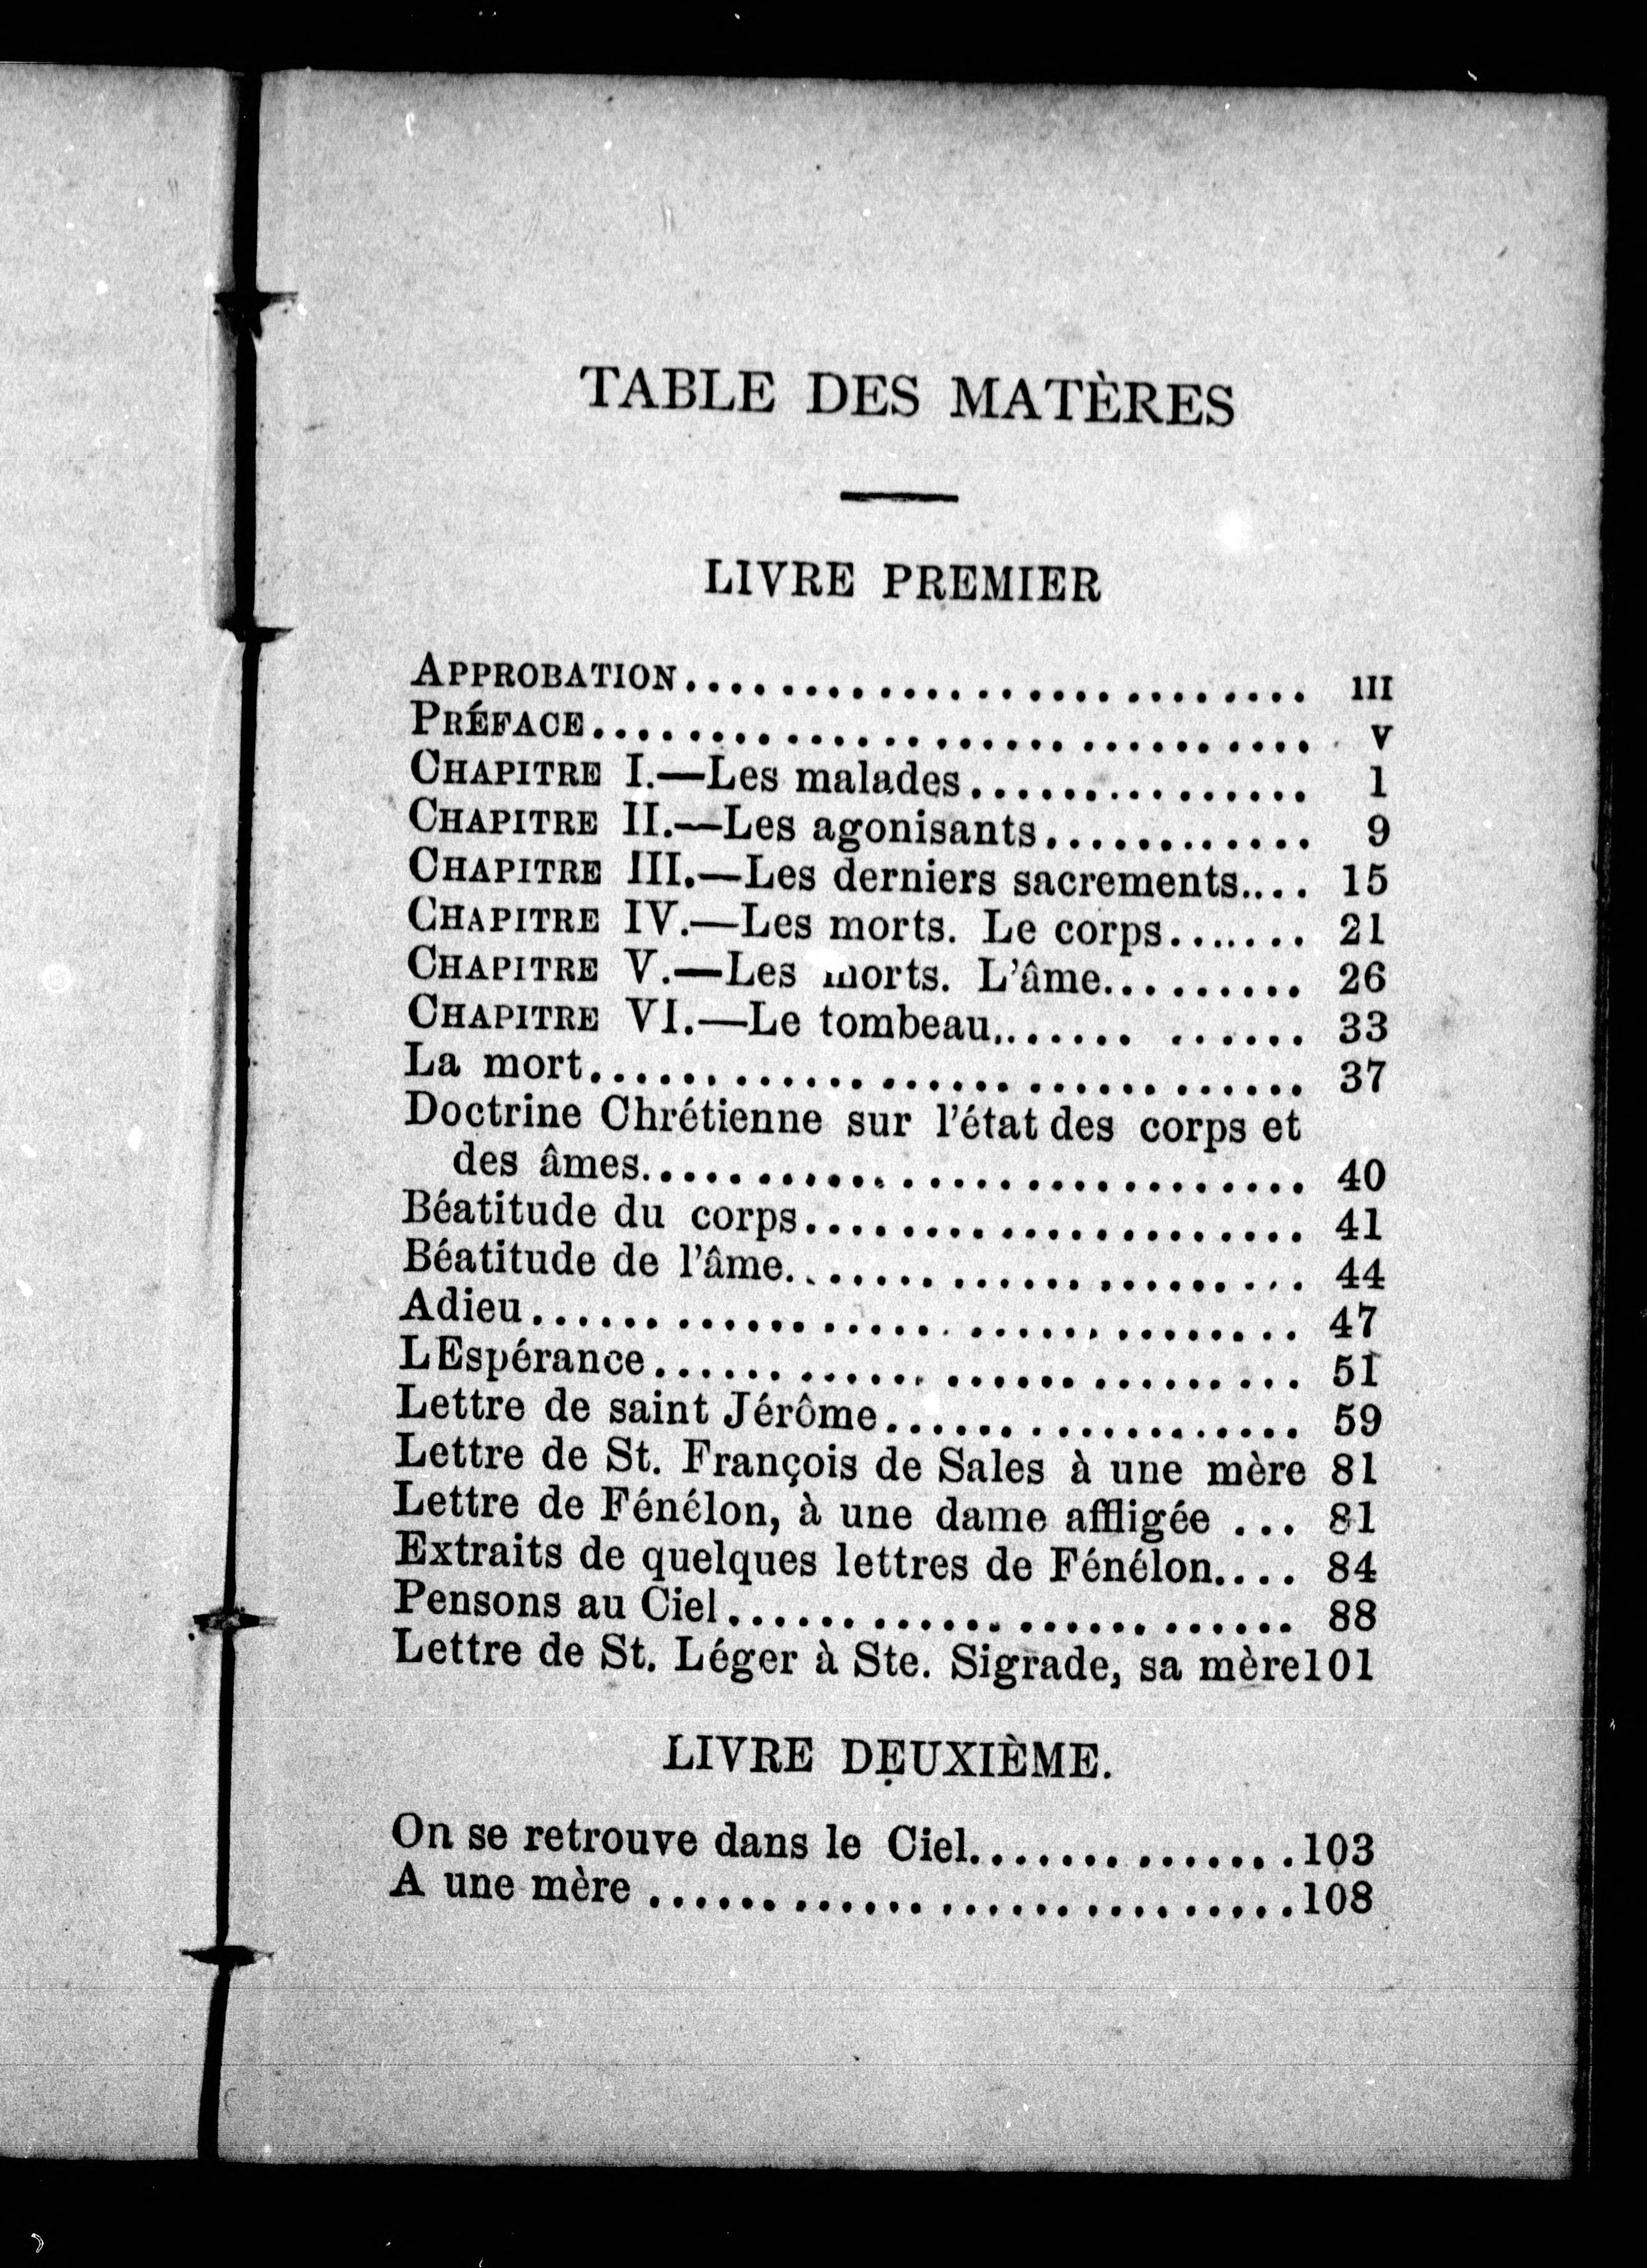 TABLE DES MATÈRES
LIVRE PREMIER
APPROBATION.......................... III
PRÉFACE.............................. V
CHAPITRE I.—Les malades............... 1
CHAPITRE II.—Les agonisants............ 9
CHAPITRE III.—Les derniers sacrements.... 15
CHAPITRE IV.—Les morts. Le corps....... 21
CHAPITRE V.—Les morts. L'âme......... 26
CHAPITRE VI.—Le tombeau....... ...... 33
La mort.............................. 37
Doctrine Chrétienne sur l'état des corps et
des âmes............................ 40
Béatitude du corps..................... 41
Béatitude de l'âme...................... 44
Adieu................................ 47
LEspérance........................... 51
Lettre de saint Jérôme.................. 59
Lettre de St. François de Sales à une mère 81
Lettre de Fénélon, à une dame affligée ... 81
Extraits de quelques lettres de Fénélon.... 84
Pensons au Ciel........................ 88
Lettre de St. Léger à Ste. Sigrade, sa mère101
LIVRE DEUXIÈME.
On se retrouve dans le Ciel..............103
A une mère ...........................108